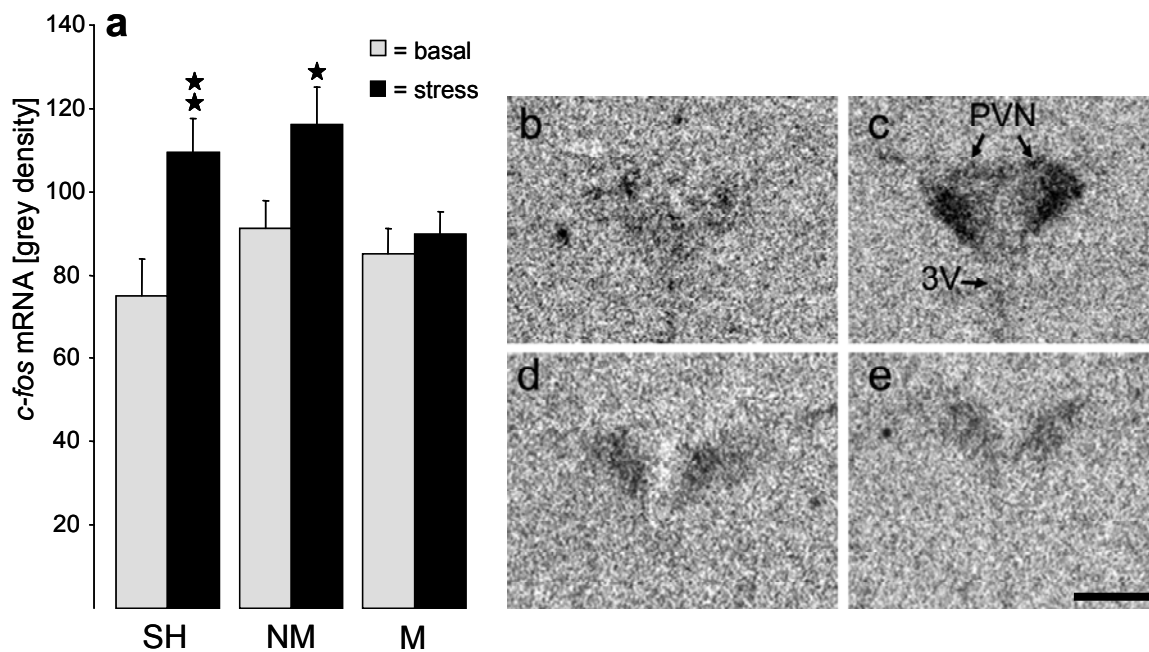 a
140
120
100
80
60
40
20
c-fos mRNA [grey density]
= basal
= stress
SH NM M
b
c
PVN
3V
d
e